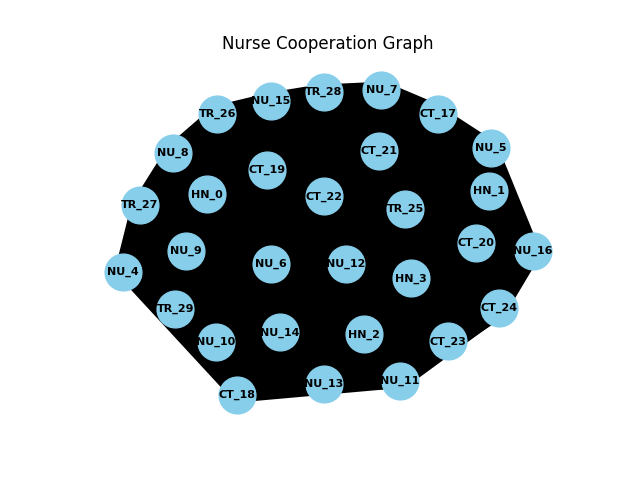 Nurse Cooperation Graph
NU_7
TR_28
NU_15
TR_26
CT_17
NU_5
CT_21
NU_8
CT_19
HN_1
HN_0
CT_22
TR_27
TR_25
CT_20
NU_9
NU_16
NU_6
NU_12
NU_4
HN_3
TR_29
CT_24
NU_14
HN_2
NU_10
CT_23
NU_11
NU_13
CT_18